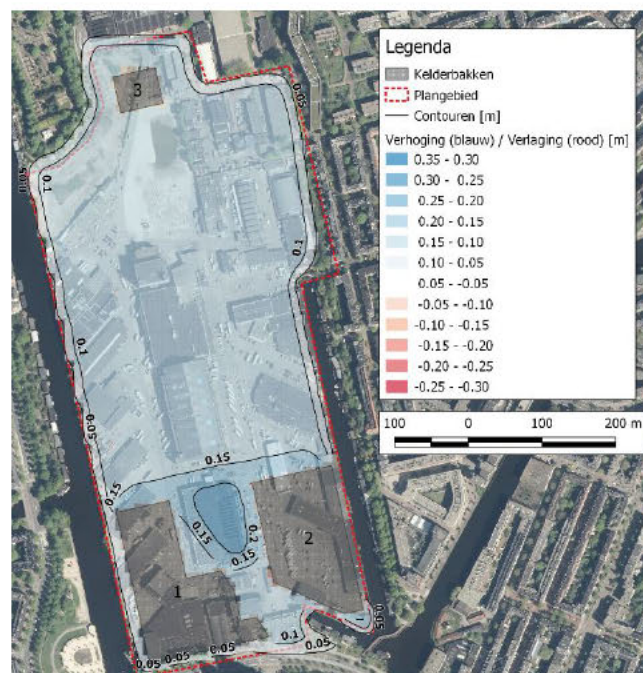 Legenda
Kelderbakken
Plangebied
Contouren [m]
Verhoging (blauw) / Verlaging (rood) [m]
0.35 - 0.30
0.30 - 0.25
0.25 - 0.20
0.20 - 0.15
0.15 - 0.10
0.10 - 0.05
0.05 - -0.05
-0.05 - -0.10
-0.10 - -0.15
-0.15 - -0.20
-0.20 - -0.25
-0.25 - -0.30
100 0 100 200 m
3
0.05
0.05
0.1
0.1
0.1
0.05
0.15
0.15
0.15
0.2
0.15
2
1
0.05
0.1
0.05
0.05 0.05 0.05